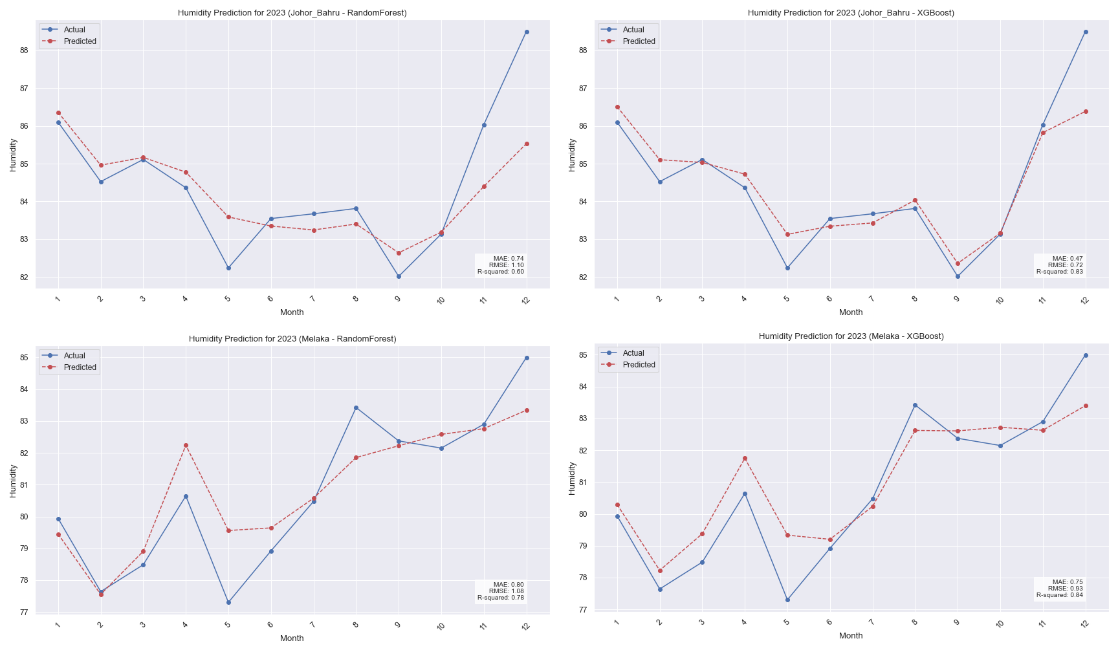 Humidity Prediction for 2023 (Johor_Bahru - RandomForest)
Actual
Predicted
88
87
86
85
84
83
82
Humidity
MAE: 0.74
RMSE: 1.10
R-squared: 0.60
1 2 3 4 5 6 7 8 9 10 11 12
Month
Humidity Prediction for 2023 (Johor_Bahru - XGBoost)
Actual
Predicted
88
87
86
85
84
83
82
Humidity
MAE: 0.47
RMSE: 0.72
R-squared: 0.83
1 2 3 4 5 6 7 8 9 10 11 12
Month
Humidity Prediction for 2023 (Melaka - RandomForest)
Actual
Predicted
85
84
83
82
81
80
79
78
77
Humidity
MAE: 0.80
RMSE: 1.08
R-squared: 0.78
1 2 3 4 5 6 7 8 9 10 11 12
Month
Humidity Prediction for 2023 (Melaka - XGBoost)
Actual
Predicted
85
84
83
82
81
80
79
78
77
Humidity
MAE: 0.75
RMSE: 0.93
R-squared: 0.84
1 2 3 4 5 6 7 8 9 10 11 12
Month